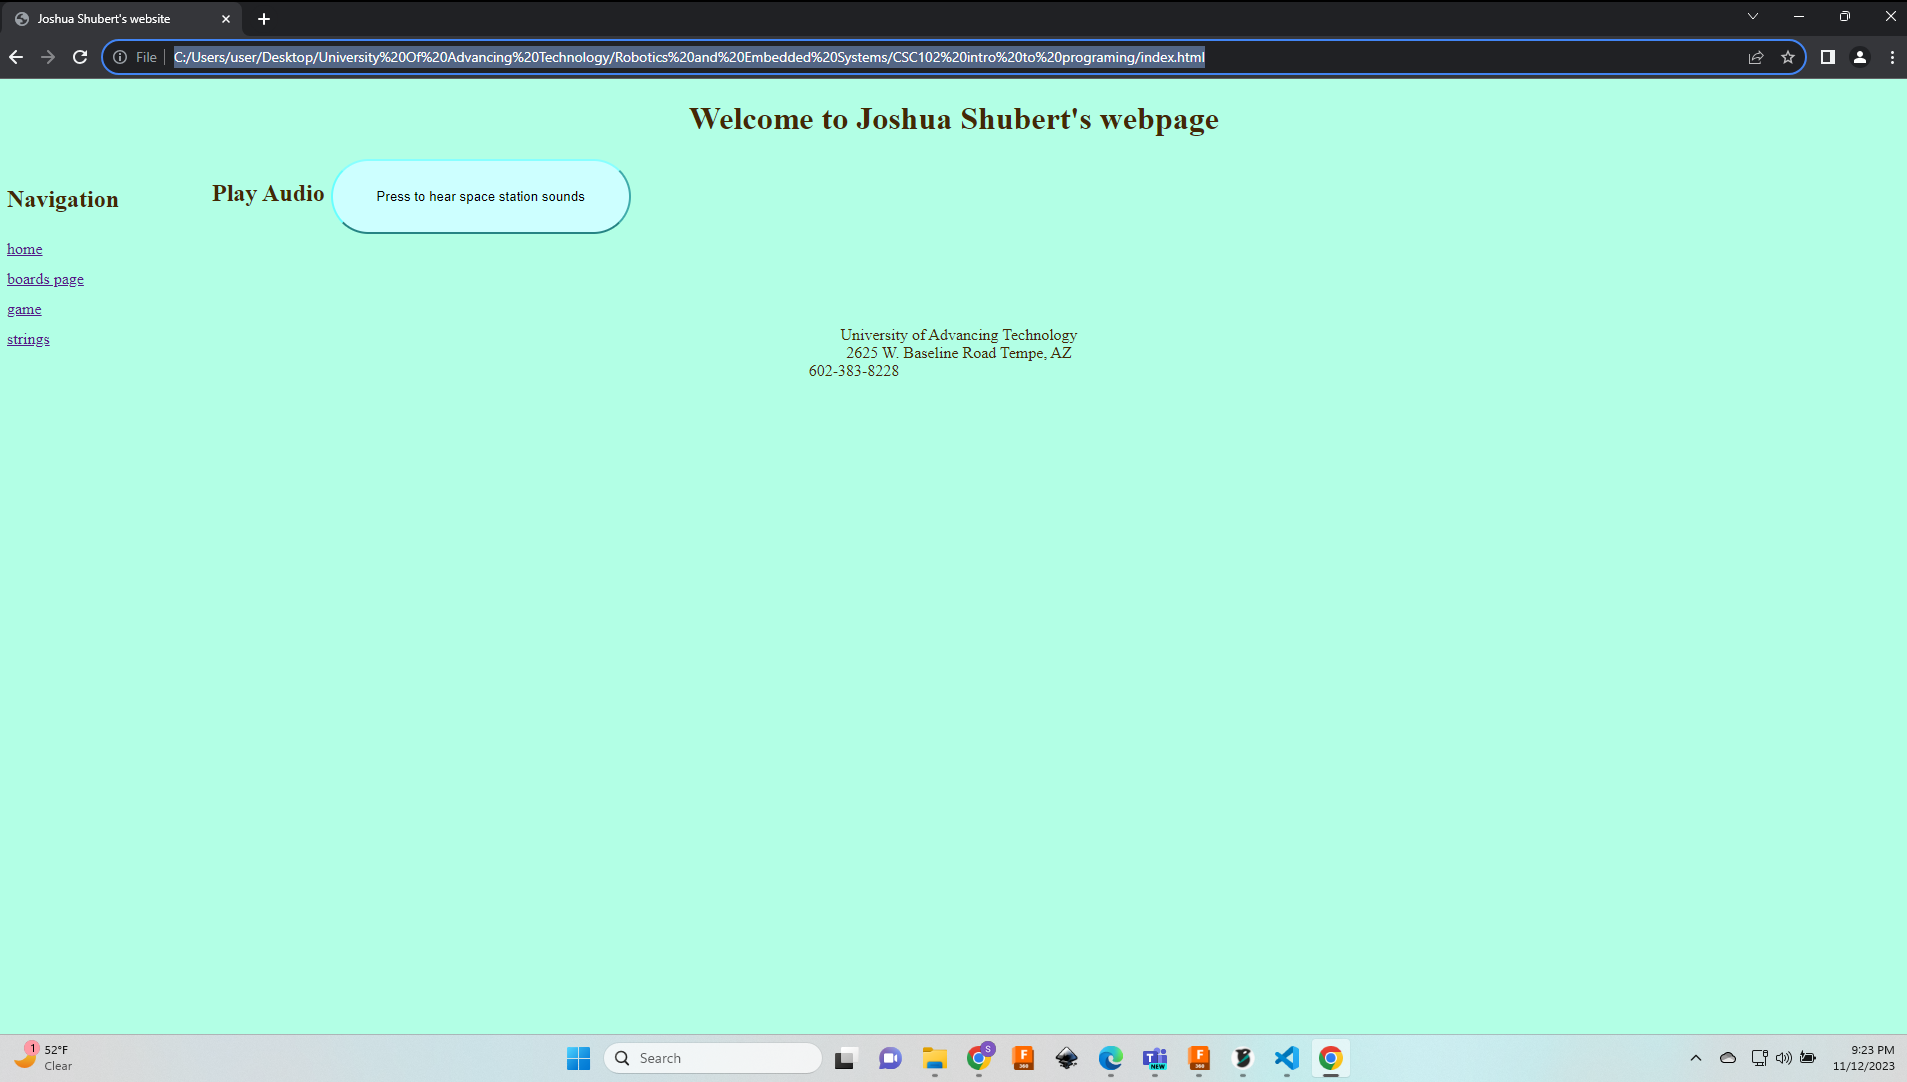 Joshua Shubert's website
File
C:/Users/user/Desktop/University%20Of%20Advancing%20Technology/Robotics%20and%20Embedded%20Systems/CSC102%20intro%20to%20programing/index.html
Welcome to Joshua Shubert's webpage
Navigation
home
boards page
game
strings
Play Audio
Press to hear space station sounds
University of Advancing Technology
2625 W. Baseline Road Tempe, AZ
602-383-8228
1
52°F
Clear
Search
S
F
360
T
NEW
F
360
9:23 PM
11/12/2023